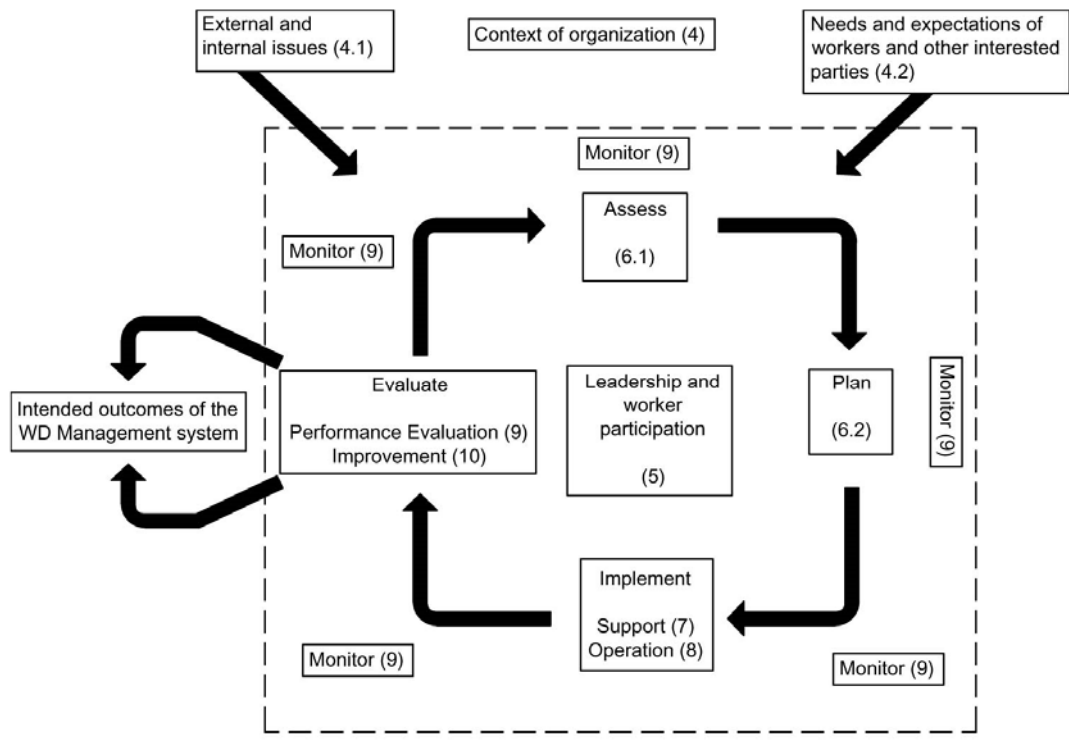 External and
internal issues (4.1)
Context of organization (4)
Needs and expectations of
workers and other interested
parties (4.2)
Monitor (9)
Assess
(6.1)
Monitor (9)
Intended outcomes of the
WD Management system
Evaluate
Performance Evaluation (9)
Improvement (10)
Leadership and
worker
participation
(5)
Plan
(6.2)
Monitor (9)
Implement
Support (7)
Operation (8)
Monitor (9)
Monitor (9)